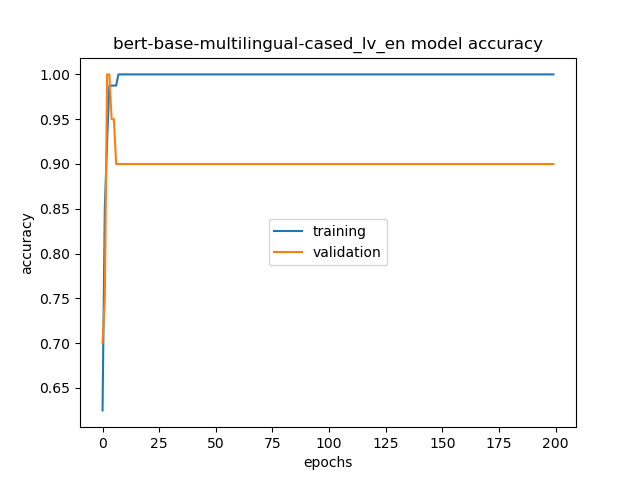 bert-base-multilingual-cased_lv_en model accuracy
1.00
0.95
0.90
0.85
0.80
0.75
0.70
0.65
accuracy
training
validation
0 25 50 75 100 125 150 175 200
epochs